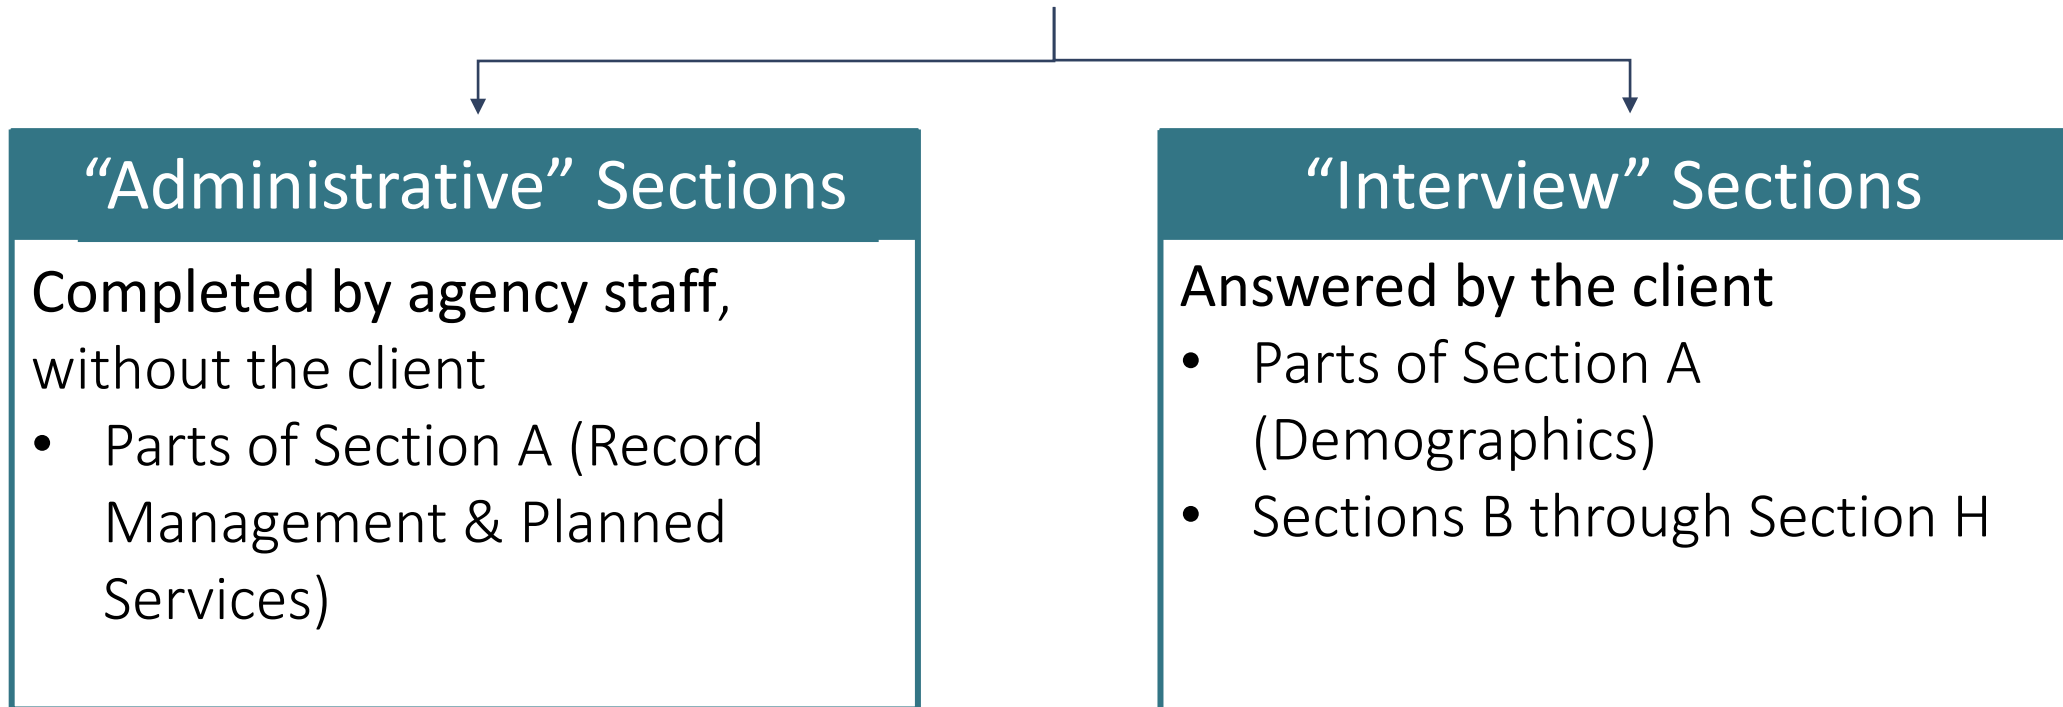 “Administrative” Sections
Completed by agency staff,
without the client
• Parts of Section A (Record
Management & Planned
Services)
“Interview” Sections
Answered by the client
• Parts of Section A
(Demographics)
• Sections B through Section H